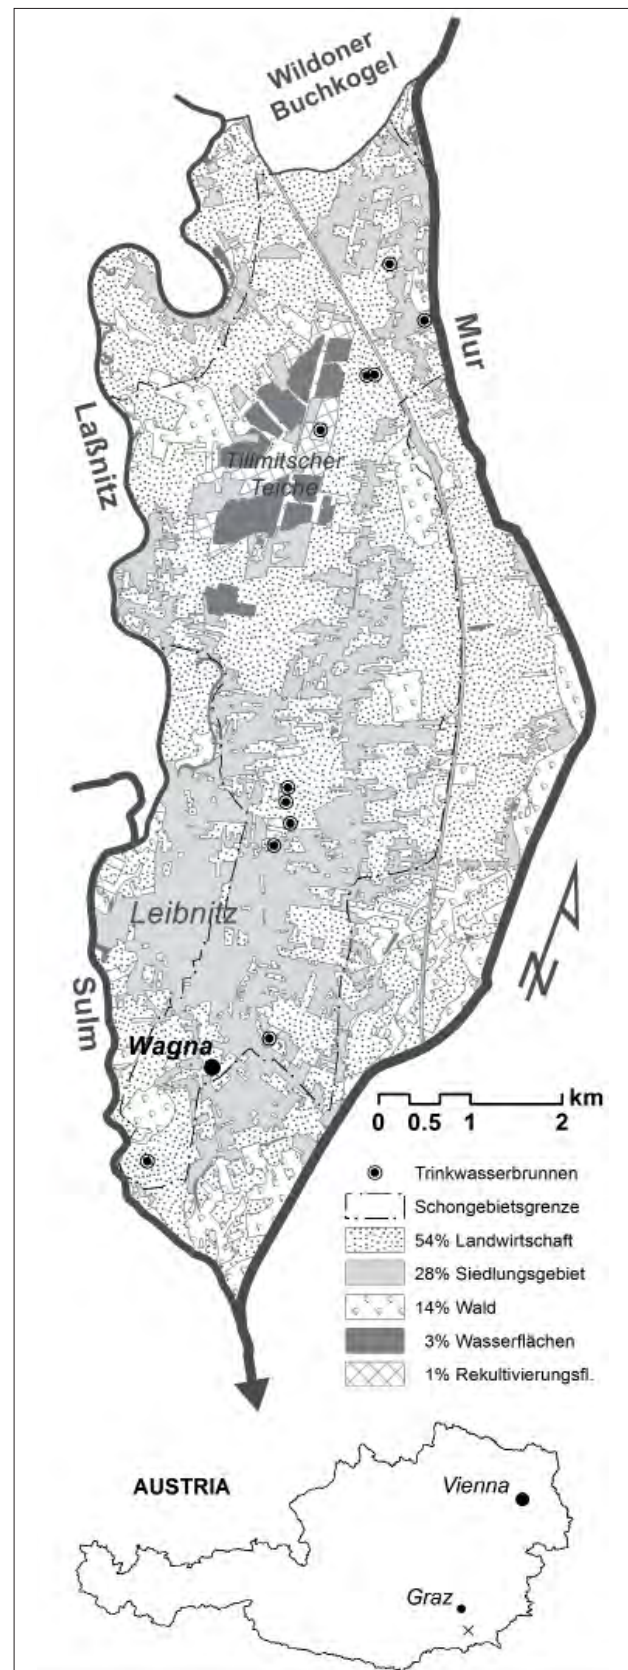 Wildoner
Buchkogel
Mur
Laßnitz
Tillmitscher
Teiche
Leibnitz
Sulm
Wagna
N
km
0 0.5 1 2
Trinkwasserbrunnen
Schongebietsgrenze
54% Landwirtschaft
28% Siedlungsgebiet
14% Wald
3% Wasserflächen
1% Rekultivierungsfl.
AUSTRIA
Vienna
Graz